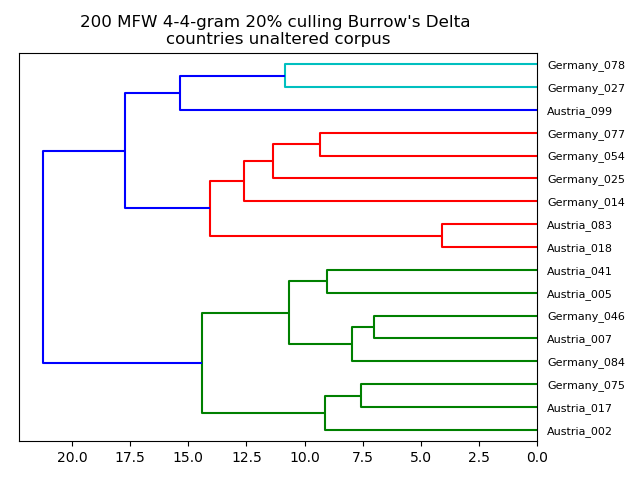 200 MFW 4-4-gram 20% culling Burrow's Delta
countries unaltered corpus
Germany_078
Germany_027
Austria_099
Germany_077
Germany_054
Germany_025
Germany_014
Austria_083
Austria_018
Austria_041
Austria_005
Germany_046
Austria_007
Germany_084
Germany_075
Austria_017
Austria_002
20.0 17.5 15.0 12.5 10.0 7.5 5.0 2.5 0.0